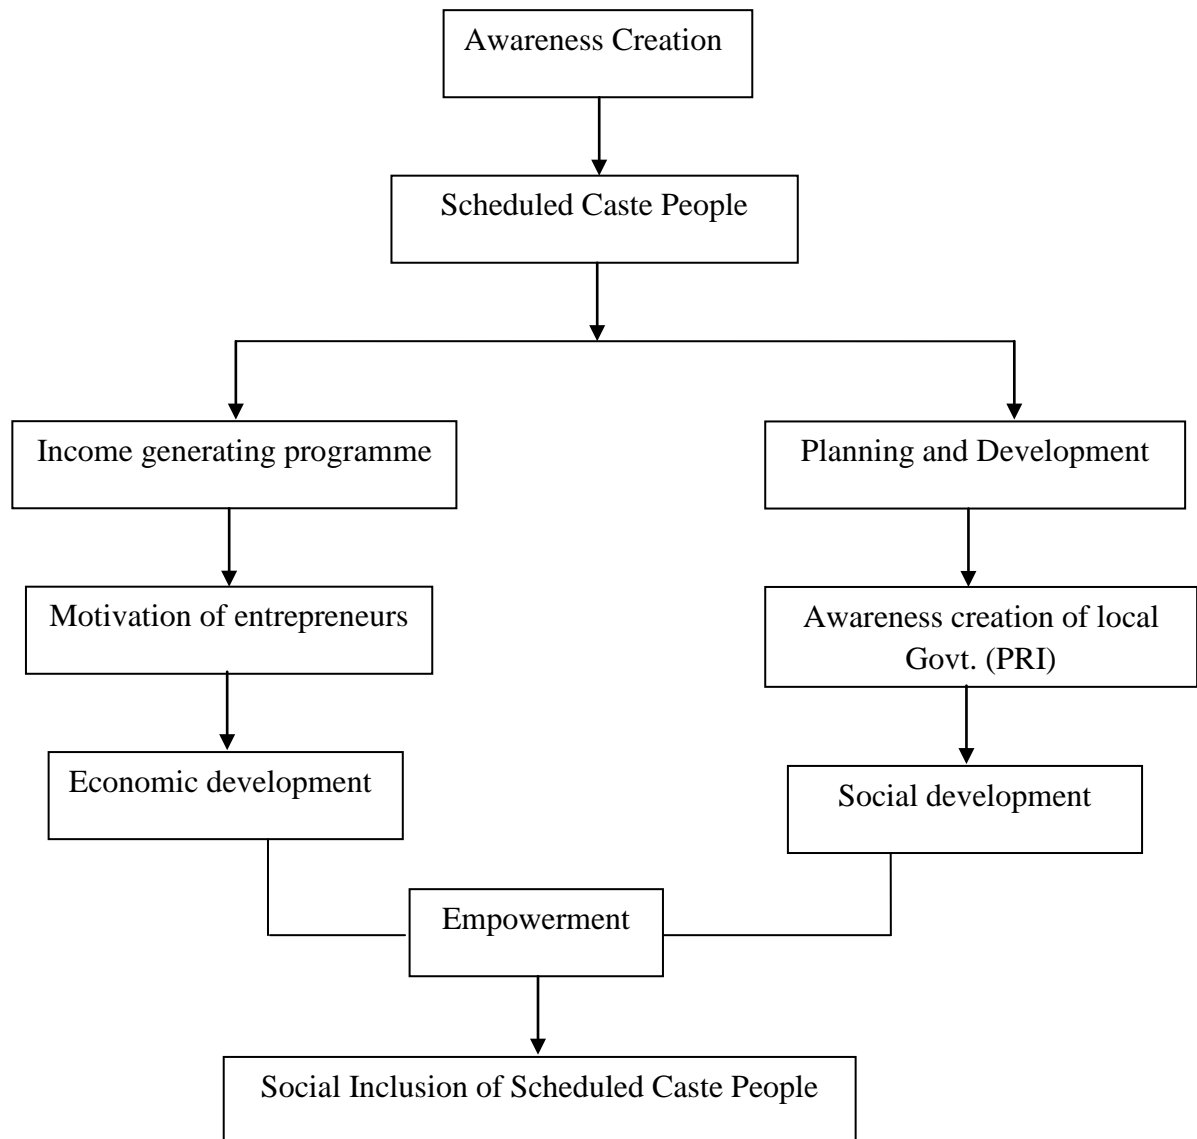 Awareness Creation
Scheduled Caste People
Income generating programme
Planning and Development
Motivation of entrepreneurs
Awareness creation of local
Govt. (PRI)
Economic development
Social development
Empowerment
Social Inclusion of Scheduled Caste People